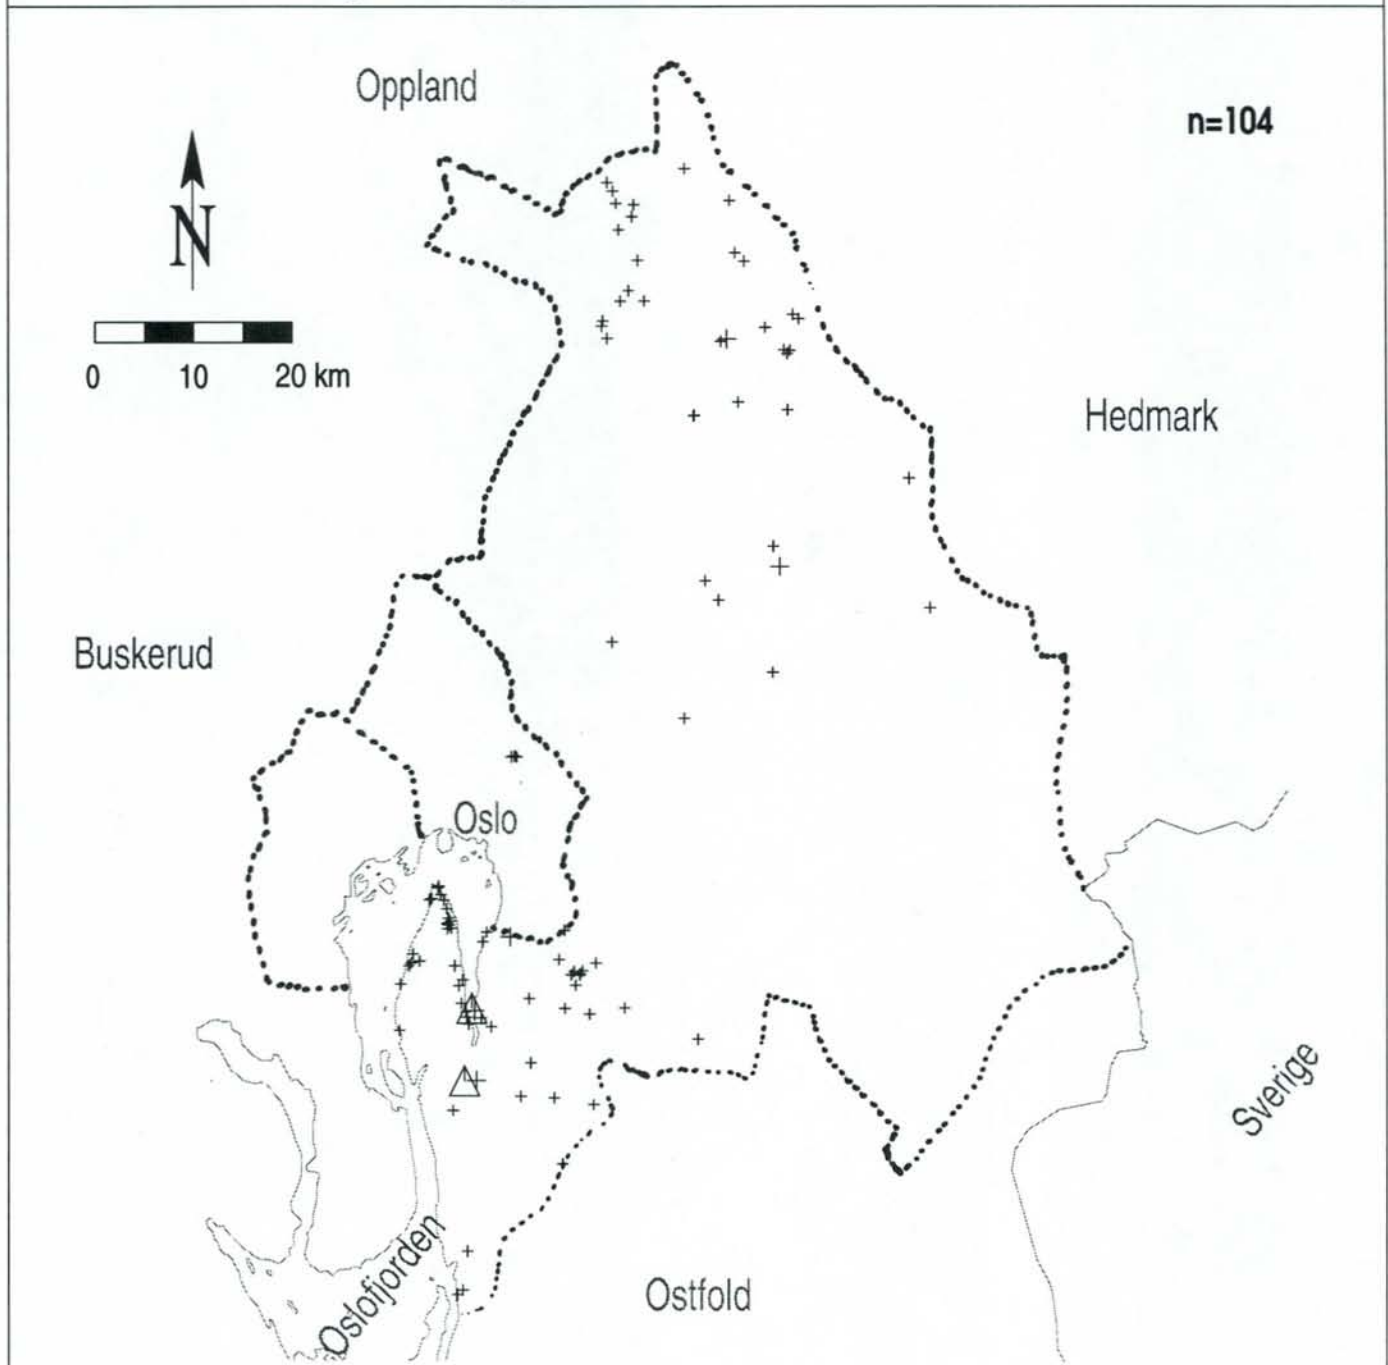 Oppland
n=104
N
0 10 20 km
Hedmark
Buskerud
Oslo
Sverige
Oslofjorden
Ostfold